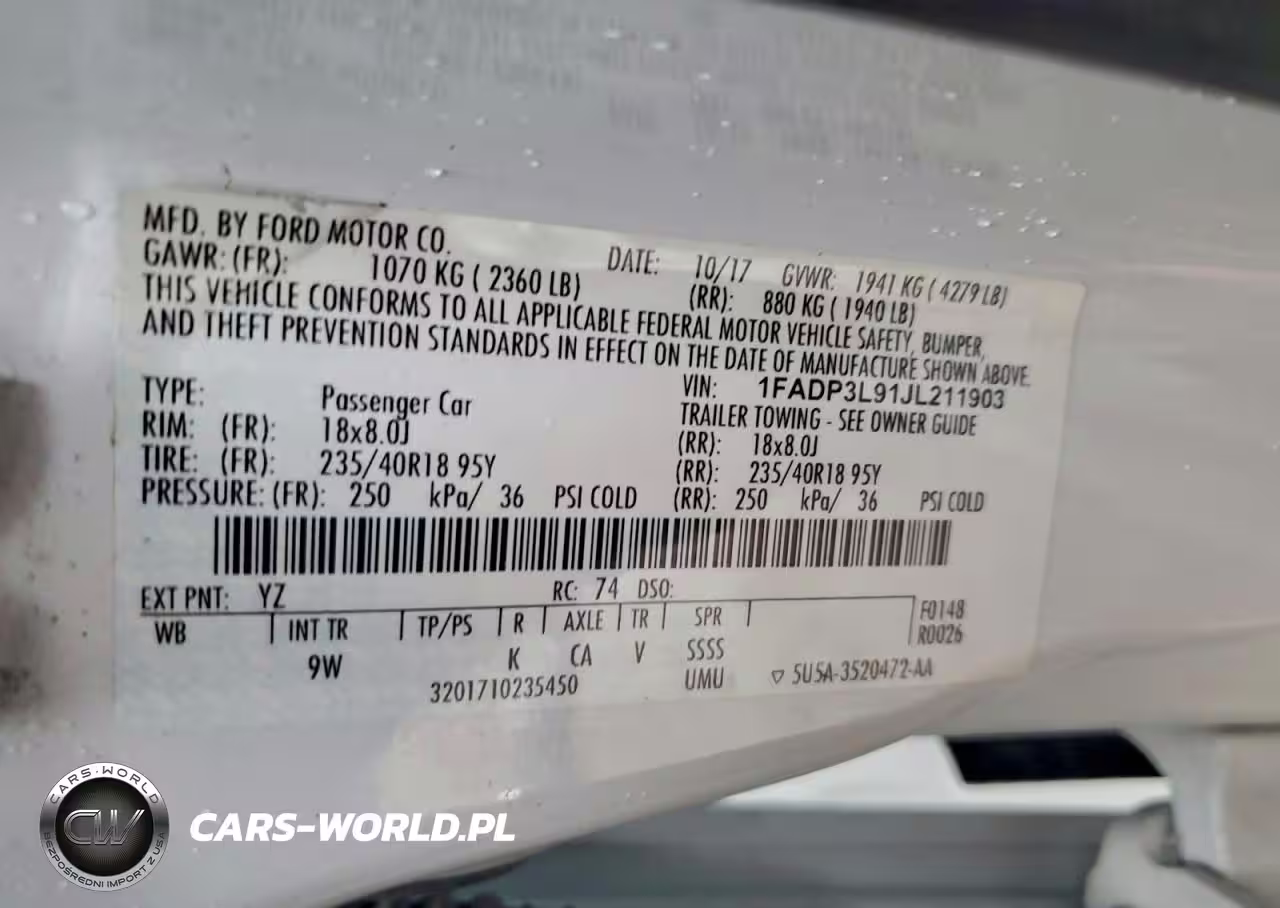 MFD. BY FORD MOTOR CO.
DATE: 10/17 GVWR: 1941 KG ( 4279 LB)
GAWR: (FR): 1070 KG ( 2360 LB) (RR): 880 KG ( 1940 LB)
THIS VEHICLE CONFORMS TO ALL APPLICABLE FEDERAL MOTOR VEHICLE SAFETY, BUMPER,
AND THEFT PREVENTION STANDARDS IN EFFECT ON THE DATE OF MANUFACTURE SHOWN ABOVE.
VIN: 1FADP3L91JL211903
TYPE: Passenger Car TRAILER TOWING - SEE OWNER GUIDE
RIM: (FR): 18x8.0J (RR): 18x8.0J
TIRE: (FR): 235/40R18 95Y (RR): 235/40R18 95Y
PRESSURE: (FR): 250 kPa/ 36 PSI COLD (RR): 250 kPa/ 36 PSI COLD
EXT PNT: YZ RC: 74 DSO:
WB INT TR TP/PS R AXLE TR SPR F0148
R0026
9W K CA V SSSS
3201710235450 UMU ▽ 5U5A-3520472-AA
CARS-WORLD
CW
BEZPOŚREDNI IMPORT Z USA
CARS-WORLD.PL